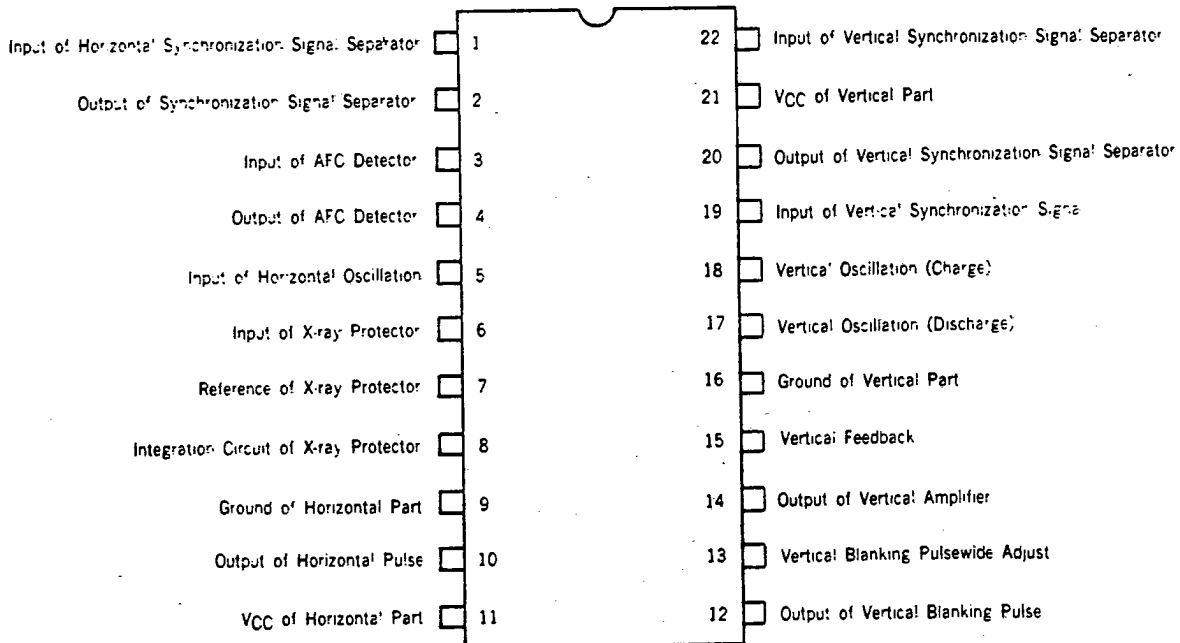 Input of Horizontal Synchronization Signal Separator 1
Output of Synchronization Signal Separator 2
Input of AFC Detector 3
Output of AFC Detector 4
Input of Horizontal Oscillation 5
Input of X-ray Protector 6
Reference of X-ray Protector 7
Integration Circuit of X-ray Protector 8
Ground of Horizontal Part 9
Output of Horizontal Pulse 10
VCC of Horizontal Part 11
22 Input of Vertical Synchronization Signal Separator
21 VCC of Vertical Part
20 Output of Vertical Synchronization Signal Separator
19 Input of Vertical Synchronization Signal
18 Vertical Oscillation (Charge)
17 Vertical Oscillation (Discharge)
16 Ground of Vertical Part
15 Vertical Feedback
14 Output of Vertical Amplifier
13 Vertical Blanking Pulsewide Adjust
12 Output of Vertical Blanking Pulse